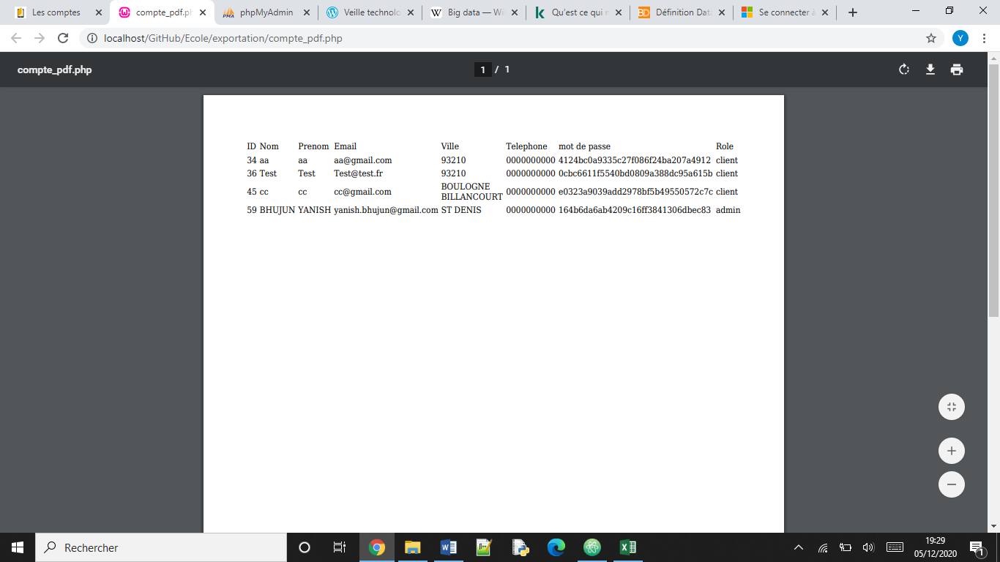 Les comptes
compte_pdf.ph
phpMyAdmin
Veille technolo
Big data — Wi
Qu'est ce qui
Définition Dat
Se connecter à
localhost/GitHub/Ecole/exportation/compte_pdf.php
Y
compte_pdf.php
1 / 1
ID Nom Prenom Email Ville Telephone mot de passe Role
34 aa aa aa@gmail.com 93210 0000000000 4124bc0a9335c27f086f24ba207a4912 client
36 Test Test Test@test.fr 93210 0000000000 0cbc6611f5540bd0809a388dc95a615b client
45 cc cc cc@gmail.com BOULOGNE BILLANCOURT 0000000000 e0323a9039add2978bf5b49550572c7c client
59 BHUJUN YANISH yanish.bhujun@gmail.com ST DENIS 0000000000 164b6da6ab4209c16ff3841306dbec83 admin
Rechercher
19:29
05/12/2020
1